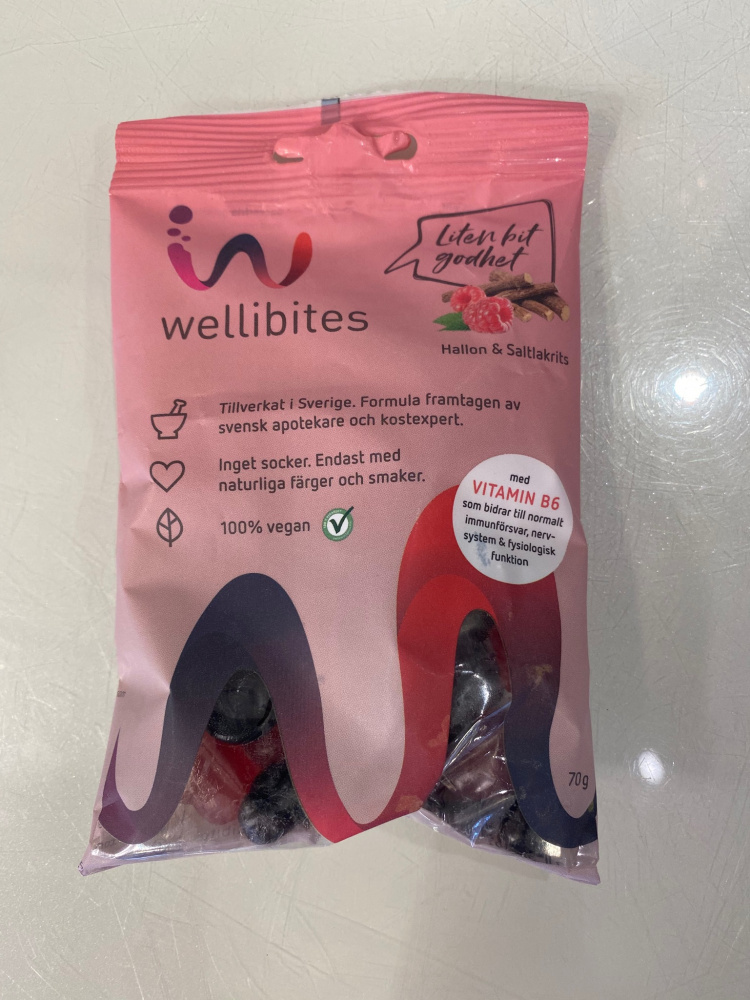 Liten bit
godhet
wellibites
Hallon & Saltlakrits
Tillverkat i Sverige. Formula framtagen av
svensk apotekare och kostexpert.
Inget socker. Endast med
naturliga färger och smaker.
100% vegan
med
VITAMIN B6
som bidrar till normalt
immunförsvar, nerv-
system & fysiologisk
funktion
70g